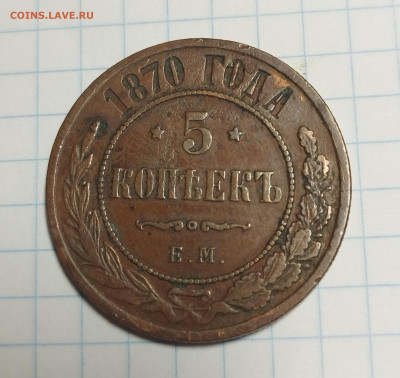 COINS.LAVE.RU
1870 ГОДА
5
КОПѢЕКЪ
Е.М.